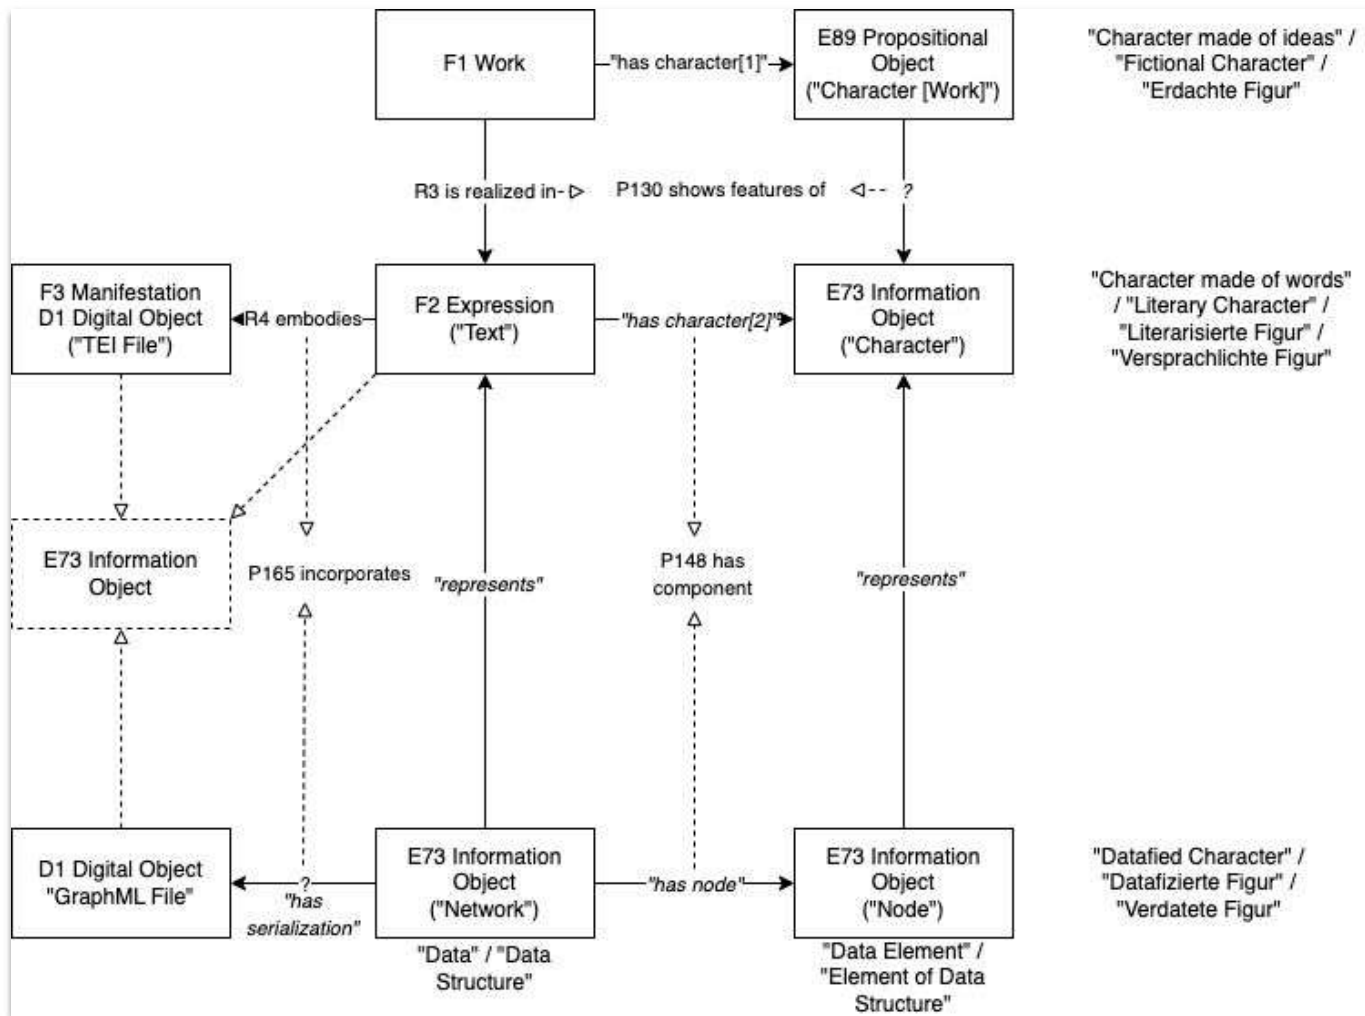 F1 Work
"has character[1]"
E89 Propositional
Object
("Character [Work]")
"Character made of ideas" /
"Fictional Character" /
"Erdachte Figur"
R3 is realized in
P130 shows features of
?
F3 Manifestation
D1 Digital Object
("TEI File")
R4 embodies
F2 Expression
("Text")
"has character[2]"
E73 Information
Object
("Character")
"Character made of words"
/ "Literary Character" /
"Literarisierte Figur" /
"Versprachlichte Figur"
E73 Information
Object
P165 incorporates
"represents"
P148 has
component
"represents"
D1 Digital Object
"GraphML File"
?
"has
serialization"
E73 Information
Object
("Network")
"Data" / "Data
Structure"
"has node"
E73 Information
Object
("Node")
"Data Element" /
"Element of Data
Structure"
"Datafied Character" /
"Datafizierte Figur" /
"Verdatete Figur"